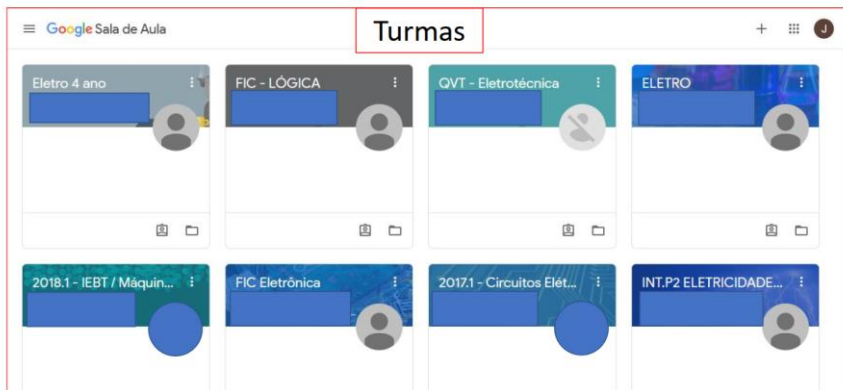 Google Sala de Aula
Turmas
J
Eletro 4 ano
FIC - LÓGICA
QVT - Eletrotécnica
ELETRO
2018.1 - IEBT / Máquin...
FIC Eletrônica
2017.1 - Circuitos Elét...
INT.P2 ELETRICIDADE...